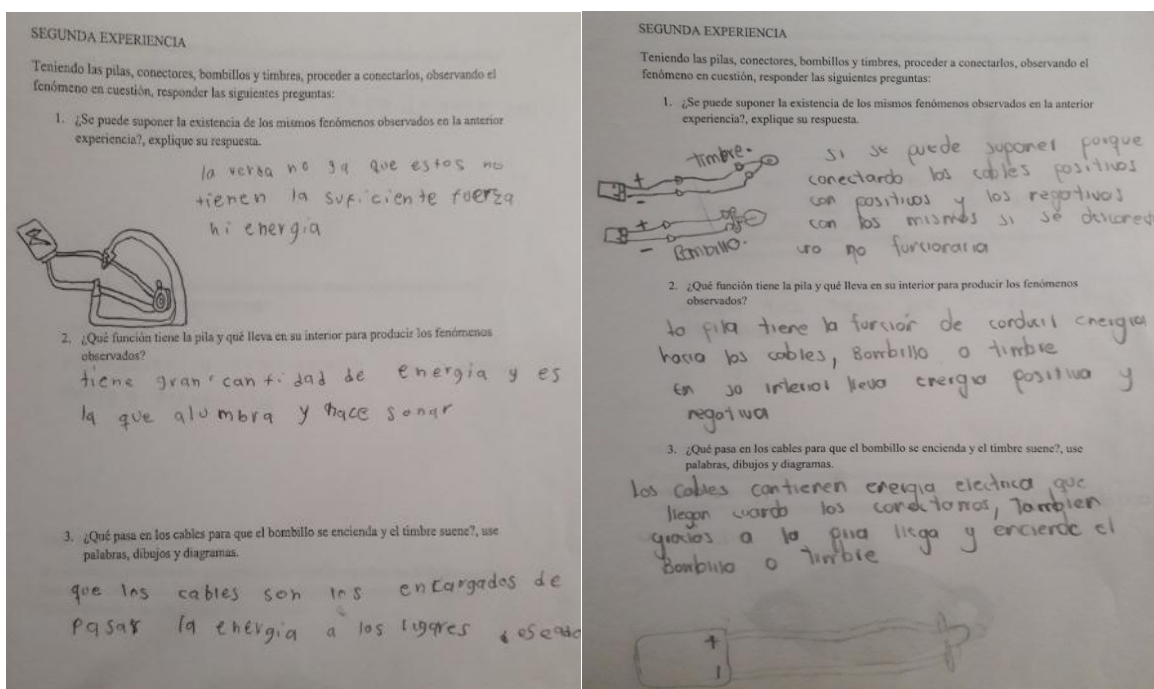 SEGUNDA EXPERIENCIA
Teniendo las pilas, conectores, bombillos y timbres, proceder a conectarlos, observando el
fenómeno en cuestión, responder las siguientes preguntas:
1. ¿Se puede suponer la existencia de los mismos fenómenos observados en la anterior
experiencia?, explique su respuesta.
la versa no ya que estos no
tienen la suficiente fuerza
ni energia
2. ¿Qué función tiene la pila y qué lleva en su interior para producir los fenómenos
observados?
tiene gran cantidad de energia y es
la que alumbra y hace sonar
3. ¿Qué pasa en los cables para que el bombillo se encienda y el timbre suene?, use
palabras, dibujos y diagramas.
que los cables son los encargados de
pasar la energia a los lugares
SEGUNDA EXPERIENCIA
Teniendo las pilas, conectores, bombillos y timbres, proceder a conectarlos, observando el
fenómeno en cuestión, responder las siguientes preguntas:
1. ¿Se puede suponer la existencia de los mismos fenómenos observados en la anterior
experiencia?, explique su respuesta.
Timbre.
+
-
+
-
Bombillo.
si se puede suponer porque
conectando los cables positivos
con positivos y los negativos
con los mismos si se
uno no funcionaria
2. ¿Qué función tiene la pila y qué lleva en su interior para producir los fenómenos
observados?
la pila tiene la funcion de conducir energia
hacia los cables, Bombillo o timbre
En su interior lleva energia positiva y
negativa
3. ¿Qué pasa en los cables para que el bombillo se encienda y el timbre suene?, use
palabras, dibujos y diagramas.
los cables contienen energia electrica que
llegan cuando los Tambien
gracias a la pila llega y enciende el
Bombillo o Timbre
+